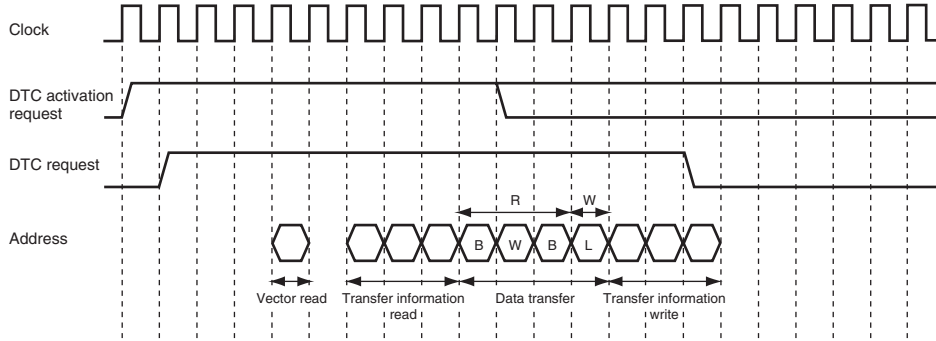 Clock
DTC activation
request
DTC request
R
W
Address
B
W
B
L
Vector read
Transfer information
read
Data transfer
Transfer information
write